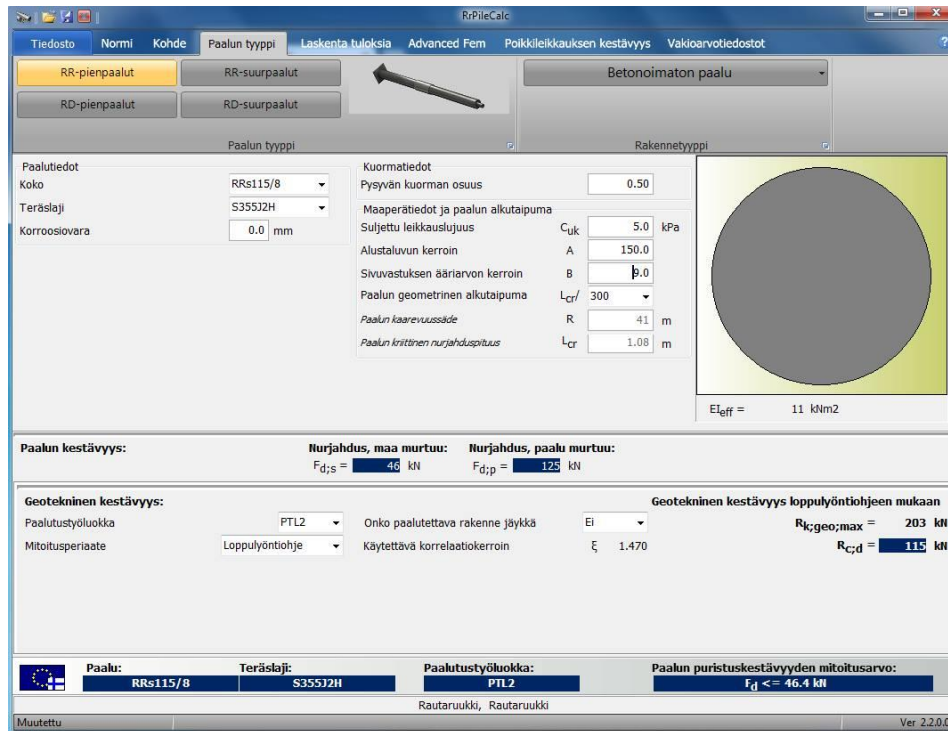 RrPileCalc
Tiedosto Normi Kohde Paalun tyyppi Laskenta tuloksia Advanced Fem Poikkileikkauksen kestävyys Vakioarvotiedostot ?
RR-pienpaalut RR-suurpaalut Betonoimaton paalu
RD-pienpaalut RD-suurpaalut
Paalun tyyppi Rakennetyyppi
Paalutiedot Kuormatiedot
Koko RRs115/8 Pysyvän kuorman osuus 0.50
Teräslaji S355J2H Maaperätiedot ja paalun alkutaipuma
Korroosiovara 0.0 mm Suljettu leikkauslujuus Cuk 5.0 kPa
Alustaluvun kerroin A 150.0
Sivuvastuksen ääriarvon kerroin B 9.0
Paalun geometrinen alkutaipuma Lcr/ 300
Paalun kaarevuussäde R 41 m
Paalun kriittinen nurjahduspituus Lcr 1.08 m
EIeff = 11 kNm2
Paalun kestävyys: Nurjahdus, maa murtuu: Nurjahdus, paalu murtuu:
Fd;s = 46 kN Fd;p = 125 kN
Geotekninen kestävyys: Geotekninen kestävyys loppulyöntiohjeen mukaan
Paalutustyöluokka PTL2 Onko paalutettava rakenne jäykkä Ei Rk;geo;max = 203 kN
Mitoitusperiaate Loppulyöntiohje Käytettävä korrelaatiokerroin ξ 1.470 Rc;d = 115 kN
Paalu: Teräslaji: Paalutustyöluokka: Paalun puristuskestävyyden mitoitusarvo:
RRs115/8 S355J2H PTL2 Fd <= 46.4 kN
Rautaruukki, Rautaruukki
Muutettu Ver 2.2.0.0